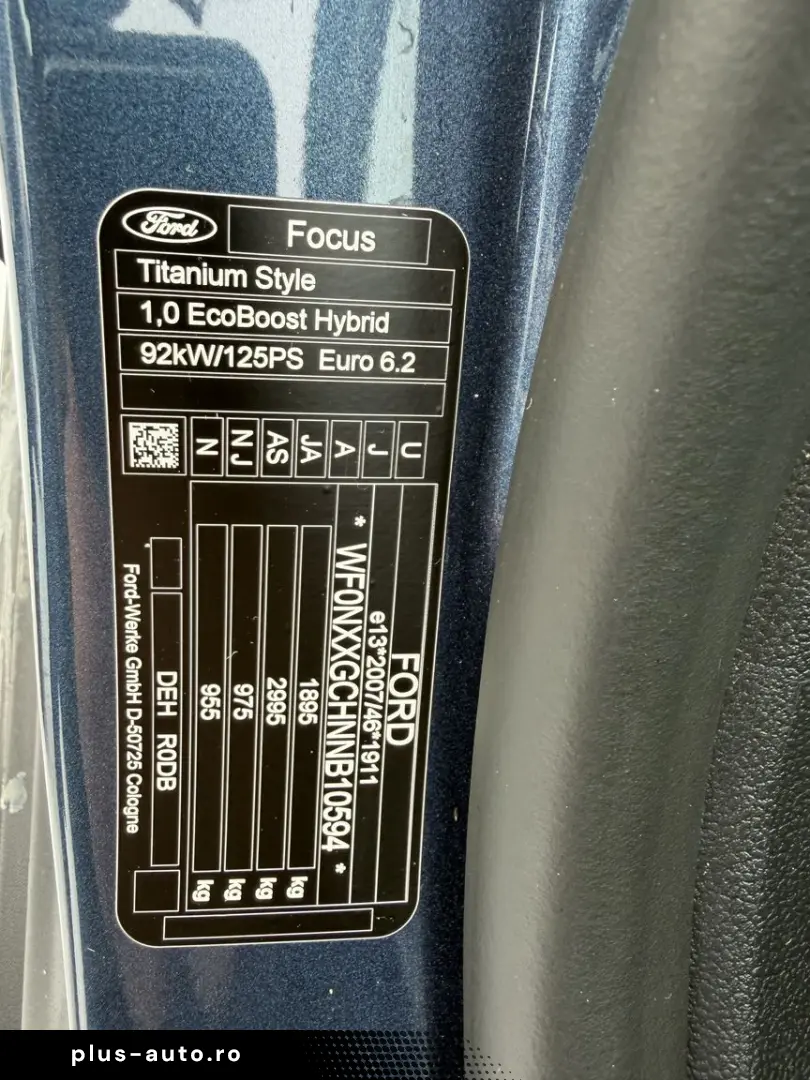 Ford
Focus
Titanium Style
1,0 EcoBoost Hybrid
92kW/125PS Euro 6.2
U
J
A
JA
AS
NJ
N
FORD
e13*2007/46*1911
* WF0NXXGCHNNB10594 *
1895 kg
2995 kg
975 kg
955 kg
DEH R0DB
Ford-Werke GmbH D-50725 Cologne
plus-auto.ro